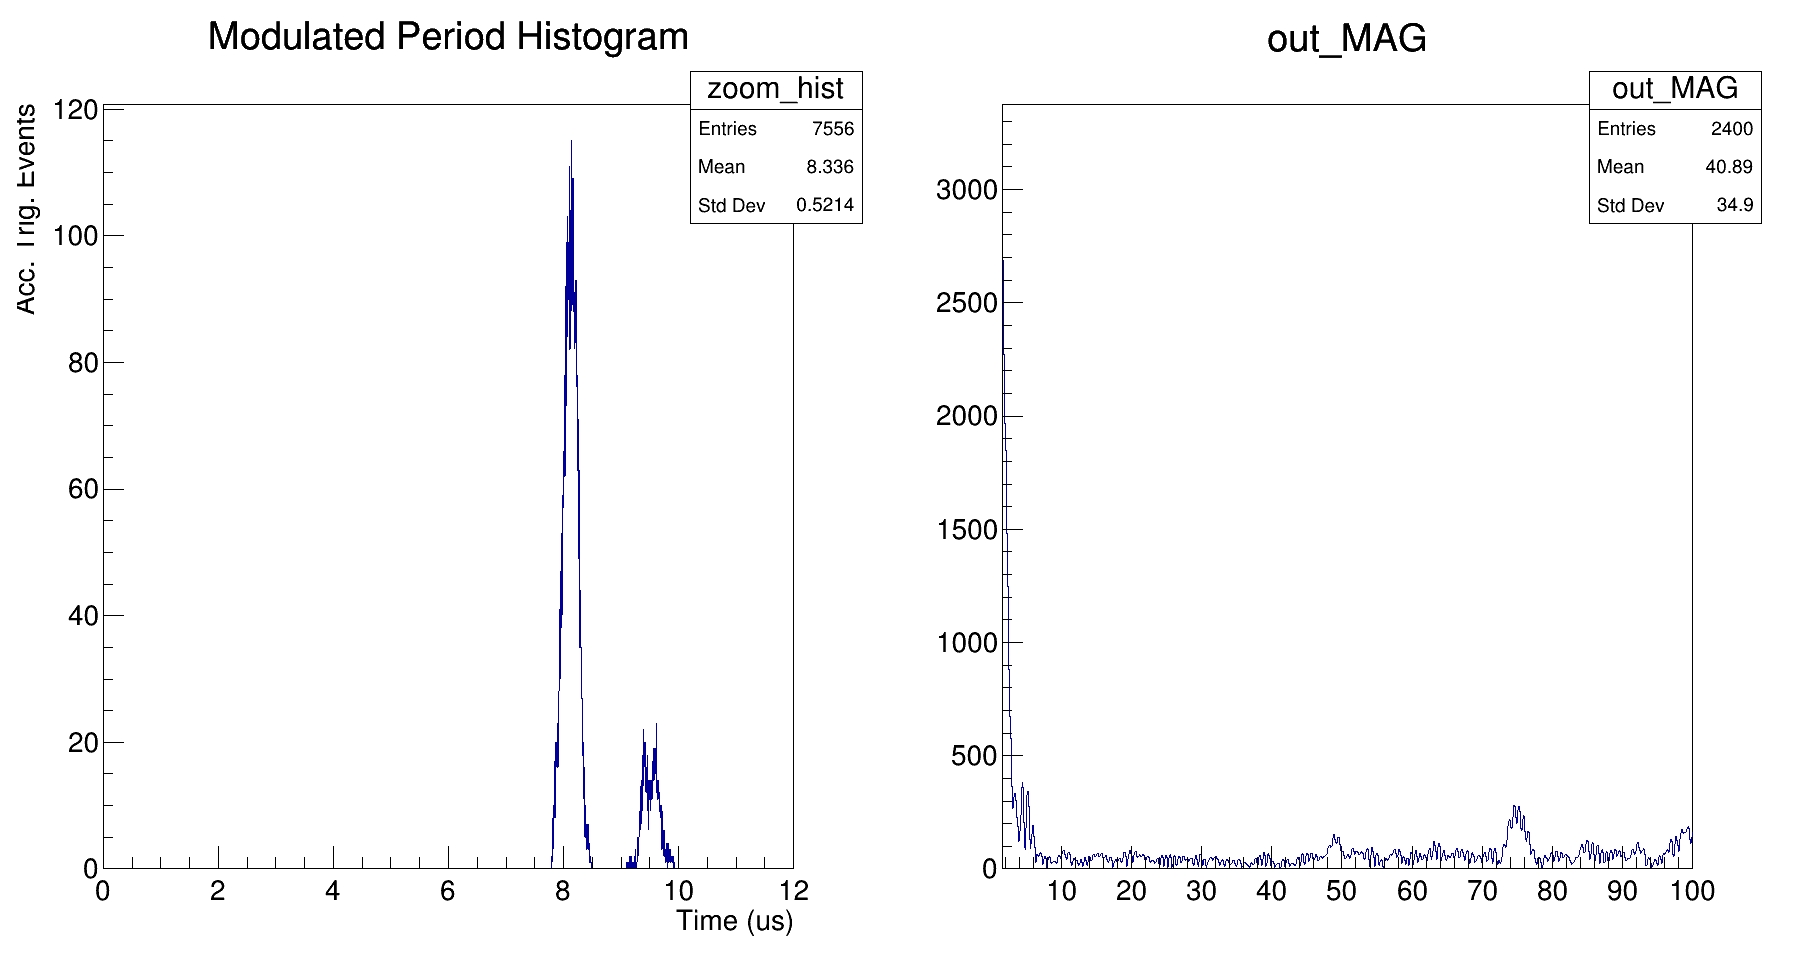 Modulated Period Histogram
zoom_hist
Entries 7556
Mean 8.336
Std Dev 0.5214
Acc. Trig. Events
120
100
80
60
40
20
0
0 2 4 6 8 10 12
Time (us)
out_MAG
out_MAG
Entries 2400
Mean 40.89
Std Dev 34.9
3000
2500
2000
1500
1000
500
0
10 20 30 40 50 60 70 80 90 100